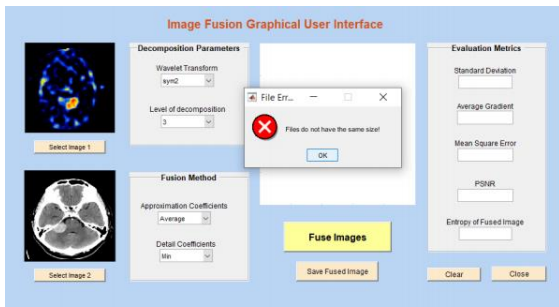 Image Fusion Graphical User Interface
Select Image 1
Select Image 2
Decomposition Parameters
Wavelet Transform
sym2
Level of decomposition
3
Fusion Method
Approximation Coefficients
Average
Detail Coefficients
Min
File Err...
Files do not have the same size!
OK
Fuse Images
Save Fused Image
Evaluation Metrics
Standard Deviation
Average Gradient
Mean Square Error
PSNR
Entropy of Fused Image
Clear
Close